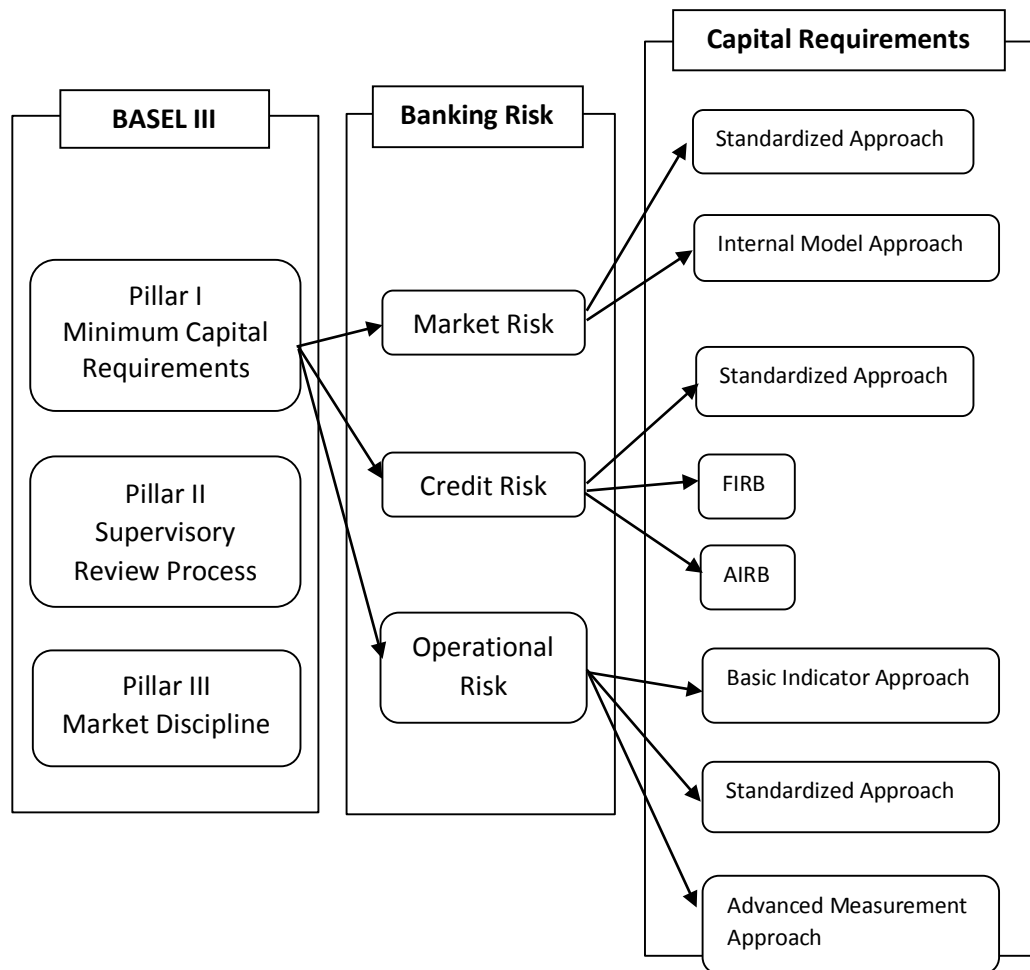 BASEL III
Pillar I
Minimum Capital
Requirements
Pillar II
Supervisory
Review Process
Pillar III
Market Discipline
Banking Risk
Market Risk
Credit Risk
Operational
Risk
Capital Requirements
Standardized Approach
Internal Model Approach
Standardized Approach
FIRB
AIRB
Basic Indicator Approach
Standardized Approach
Advanced Measurement
Approach